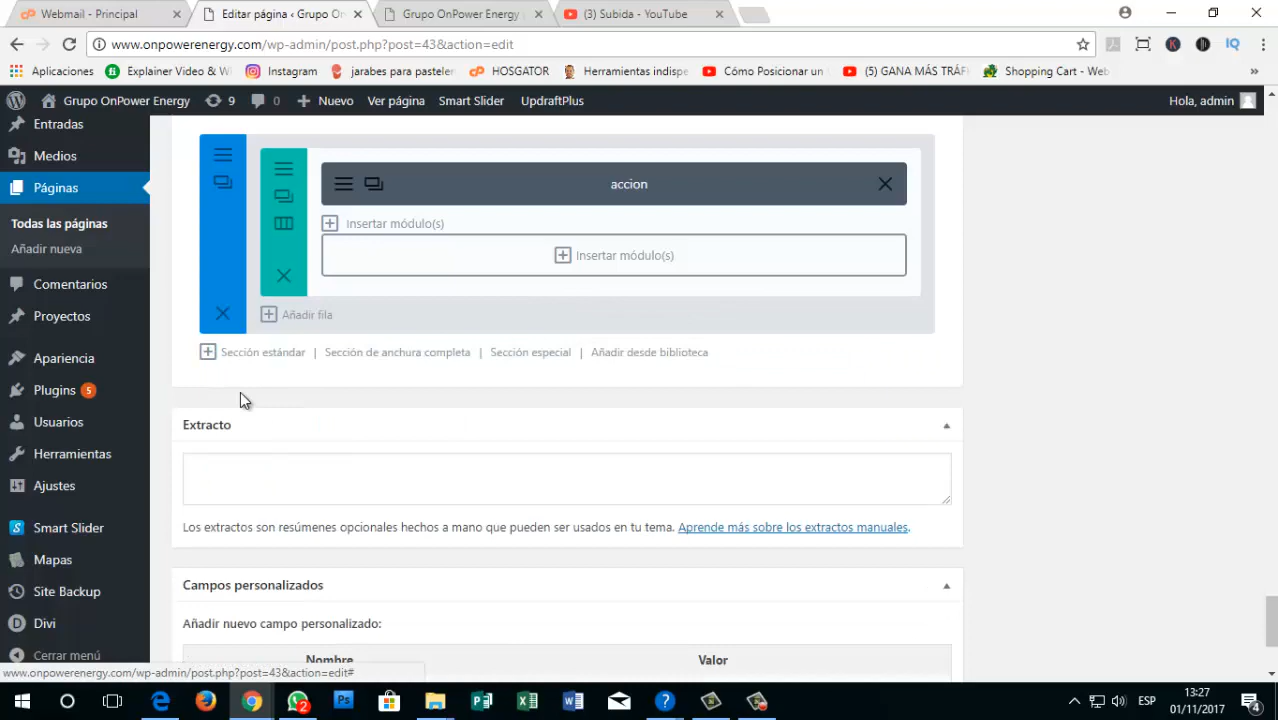 Webmail - Principal
Editar página ‹ Grupo On
Grupo OnPower Energy
(3) Subida - YouTube
www.onpowerenergy.com/wp-admin/post.php?post=43&action=edit
Aplicaciones
Explainer Video & W
Instagram
jarabes para pasteler
HOSGATOR
Herramientas indispe
Cómo Posicionar un
(5) GANA MÁS TRÁF
Shopping Cart - Web
Grupo OnPower Energy
9
0
Nuevo
Ver página
Smart Slider
UpdraftPlus
Hola, admin
Entradas
Medios
Páginas
Todas las páginas
Añadir nueva
Comentarios
Proyectos
Apariencia
Plugins 5
Usuarios
Herramientas
Ajustes
Smart Slider
Mapas
Site Backup
Divi
Cerrar menú
accion
Insertar módulo(s)
Insertar módulo(s)
Añadir fila
Sección estándar | Sección de anchura completa | Sección especial | Añadir desde biblioteca
Extracto
Los extractos son resúmenes opcionales hechos a mano que pueden ser usados en tu tema. Aprende más sobre los extractos manuales.
Campos personalizados
Añadir nuevo campo personalizado:
Nombre
Valor
www.onpowerenergy.com/wp-admin/post.php?post=43&action=edit#
ESP
13:27
01/11/2017